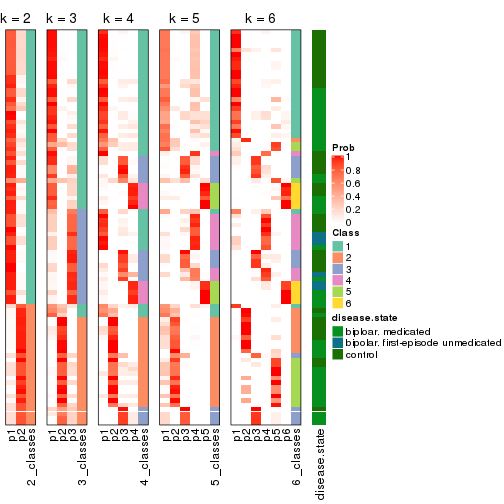 k = 2
k = 3
k = 4
k = 5
k = 6
Prob
1
0.8
0.6
0.4
0.2
0
Class
1
2
3
4
5
6
disease.state
biploar, medicated
bipolar, first-episode unmedicated
control
p1
p2
2_classes
p1
p2
p3
3_classes
p1
p2
p3
p4
4_classes
p1
p2
p3
p4
p5
5_classes
p1
p2
p3
p4
p5
p6
6_classes
disease.state